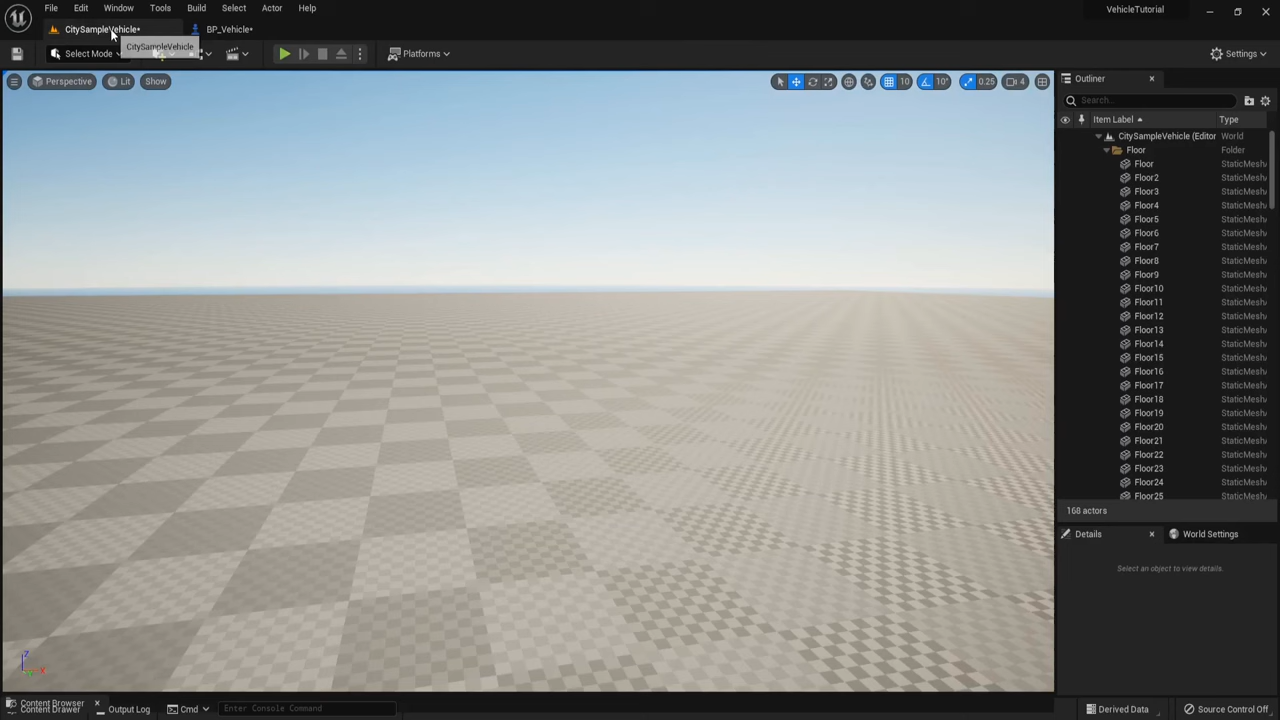 File Edit Window Tools Build Select Actor Help VehicleTutorial
CitySampleVehicle* BP_Vehicle*
CitySampleVehicle
Select Mode Platforms Settings
Perspective Lit Show 10 10° 0.25 4
Outliner
Search...
Item Label Type
CitySampleVehicle (Editor World
Floor Folder
Floor StaticMesh
Floor2 StaticMesh
Floor3 StaticMesh
Floor4 StaticMesh
Floor5 StaticMesh
Floor6 StaticMesh
Floor7 StaticMesh
Floor8 StaticMesh
Floor9 StaticMesh
Floor10 StaticMesh
Floor11 StaticMesh
Floor12 StaticMesh
Floor13 StaticMesh
Floor14 StaticMesh
Floor15 StaticMesh
Floor16 StaticMesh
Floor17 StaticMesh
Floor18 StaticMesh
Floor19 StaticMesh
Floor20 StaticMesh
Floor21 StaticMesh
Floor22 StaticMesh
Floor23 StaticMesh
Floor24 StaticMesh
Floor25 StaticMesh
168 actors
Details World Settings
Select an object to view details.
Z
X
Content Browser
Content Drawer Output Log Cmd Enter Console Command Derived Data Source Control Off